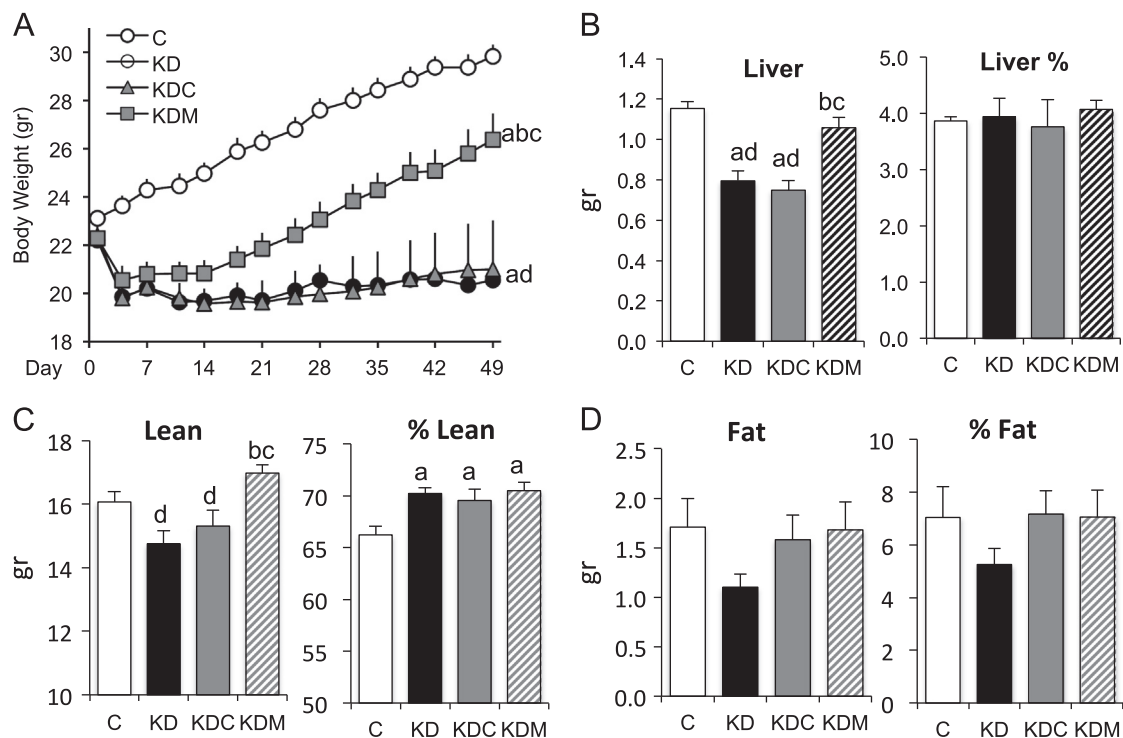 A
C
KD
KDC
KDM
Body Weight (gr)
30
28
26
24
22
20
18
abc
ad
Day 0 7 14 21 28 35 42 49
B
Liver
gr
1.4
1.2
1.0
0.8
0.6
0.4
0.2
0.0
ad ad bc
C KD KDC KDM
Liver %
5.0
4.0
3.0
2.0
1.0
0.0
C KD KDC KDM
C
Lean
gr
18
16
14
12
10
d d bc
C KD KDC KDM
% Lean
75
70
65
60
55
50
a a a
C KD KDC KDM
D
Fat
gr
2.5
2.0
1.5
1.0
0.5
0.0
C KD KDC KDM
% Fat
10
8
6
4
2
0
C KD KDC KDM